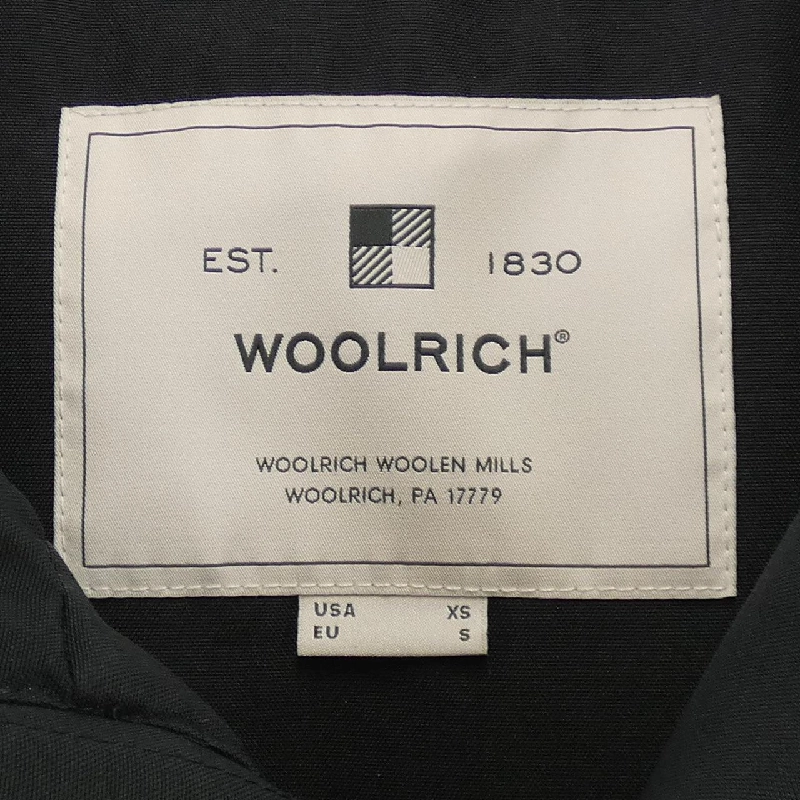 EST. 1830
WOOLRICH®
WOOLRICH WOOLEN MILLS
WOOLRICH, PA 17779
USA XS
EU S